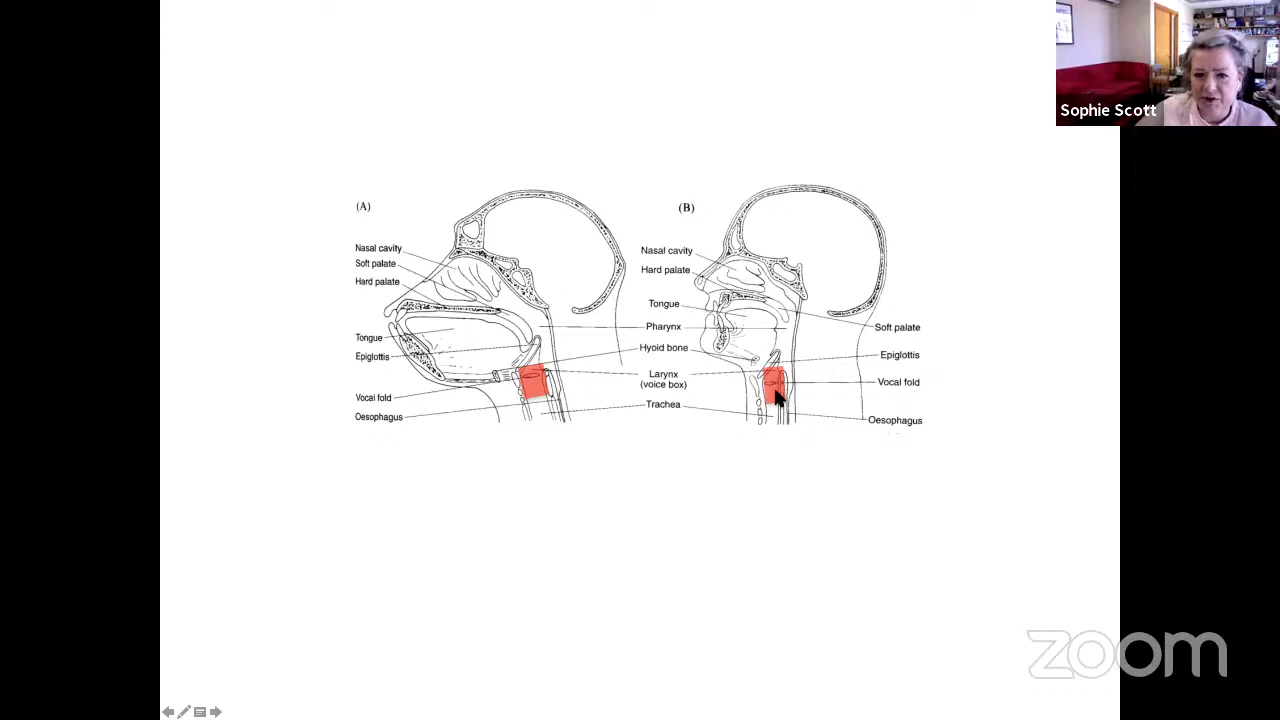 Sophie Scott
(A)
Nasal cavity
Soft palate
Hard palate
Tongue
Epiglottis
Vocal fold
Oesophagus
(B)
Nasal cavity
Hard palate
Tongue
Pharynx
Hyoid bone
Larynx
(voice box)
Trachea
Soft palate
Epiglottis
Vocal fold
Oesophagus
zoom